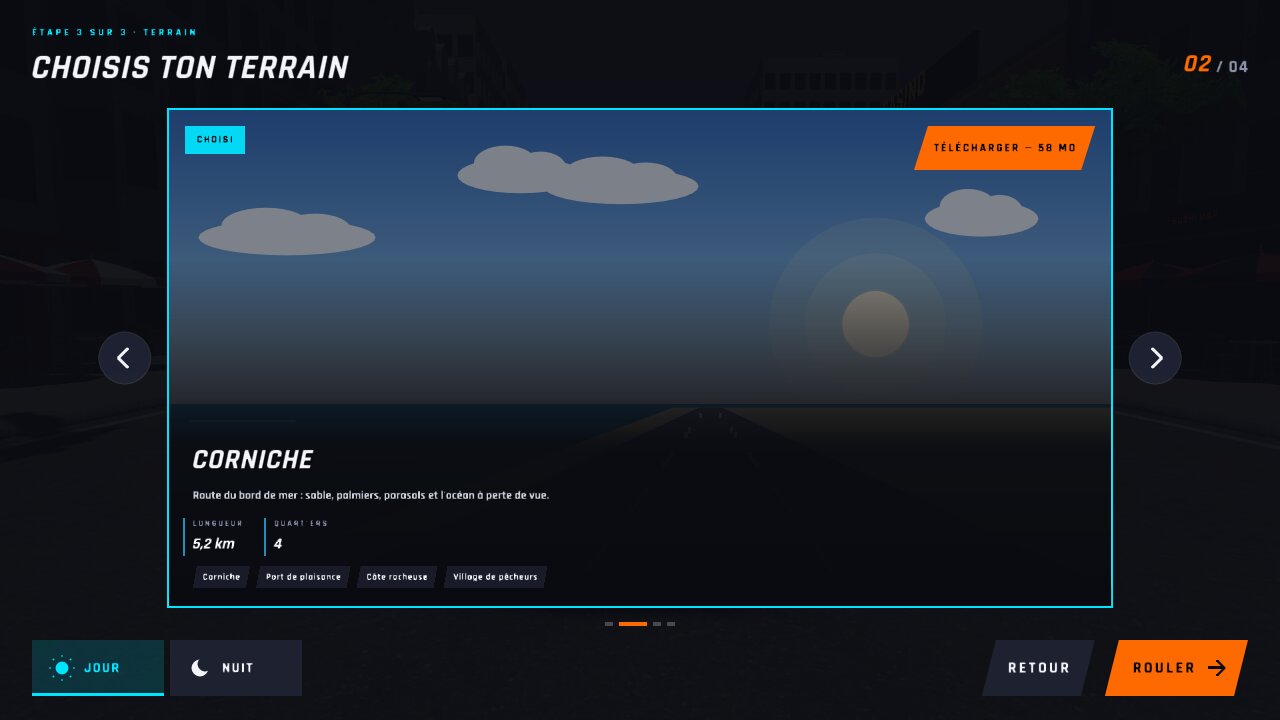 ÉTAPE 3 SUR 3 · TERRAIN
CHOISIS TON TERRAIN
02 / 04
CHOISI
TÉLÉCHARGER — 58 MO
CORNICHE
Route du bord de mer : sable, palmiers, parasols et l'océan à perte de vue.
LONGUEUR
QUARTIERS
5,2 km
4
Corniche
Port de plaisance
Côte rocheuse
Village de pêcheurs
JOUR
NUIT
RETOUR
ROULER